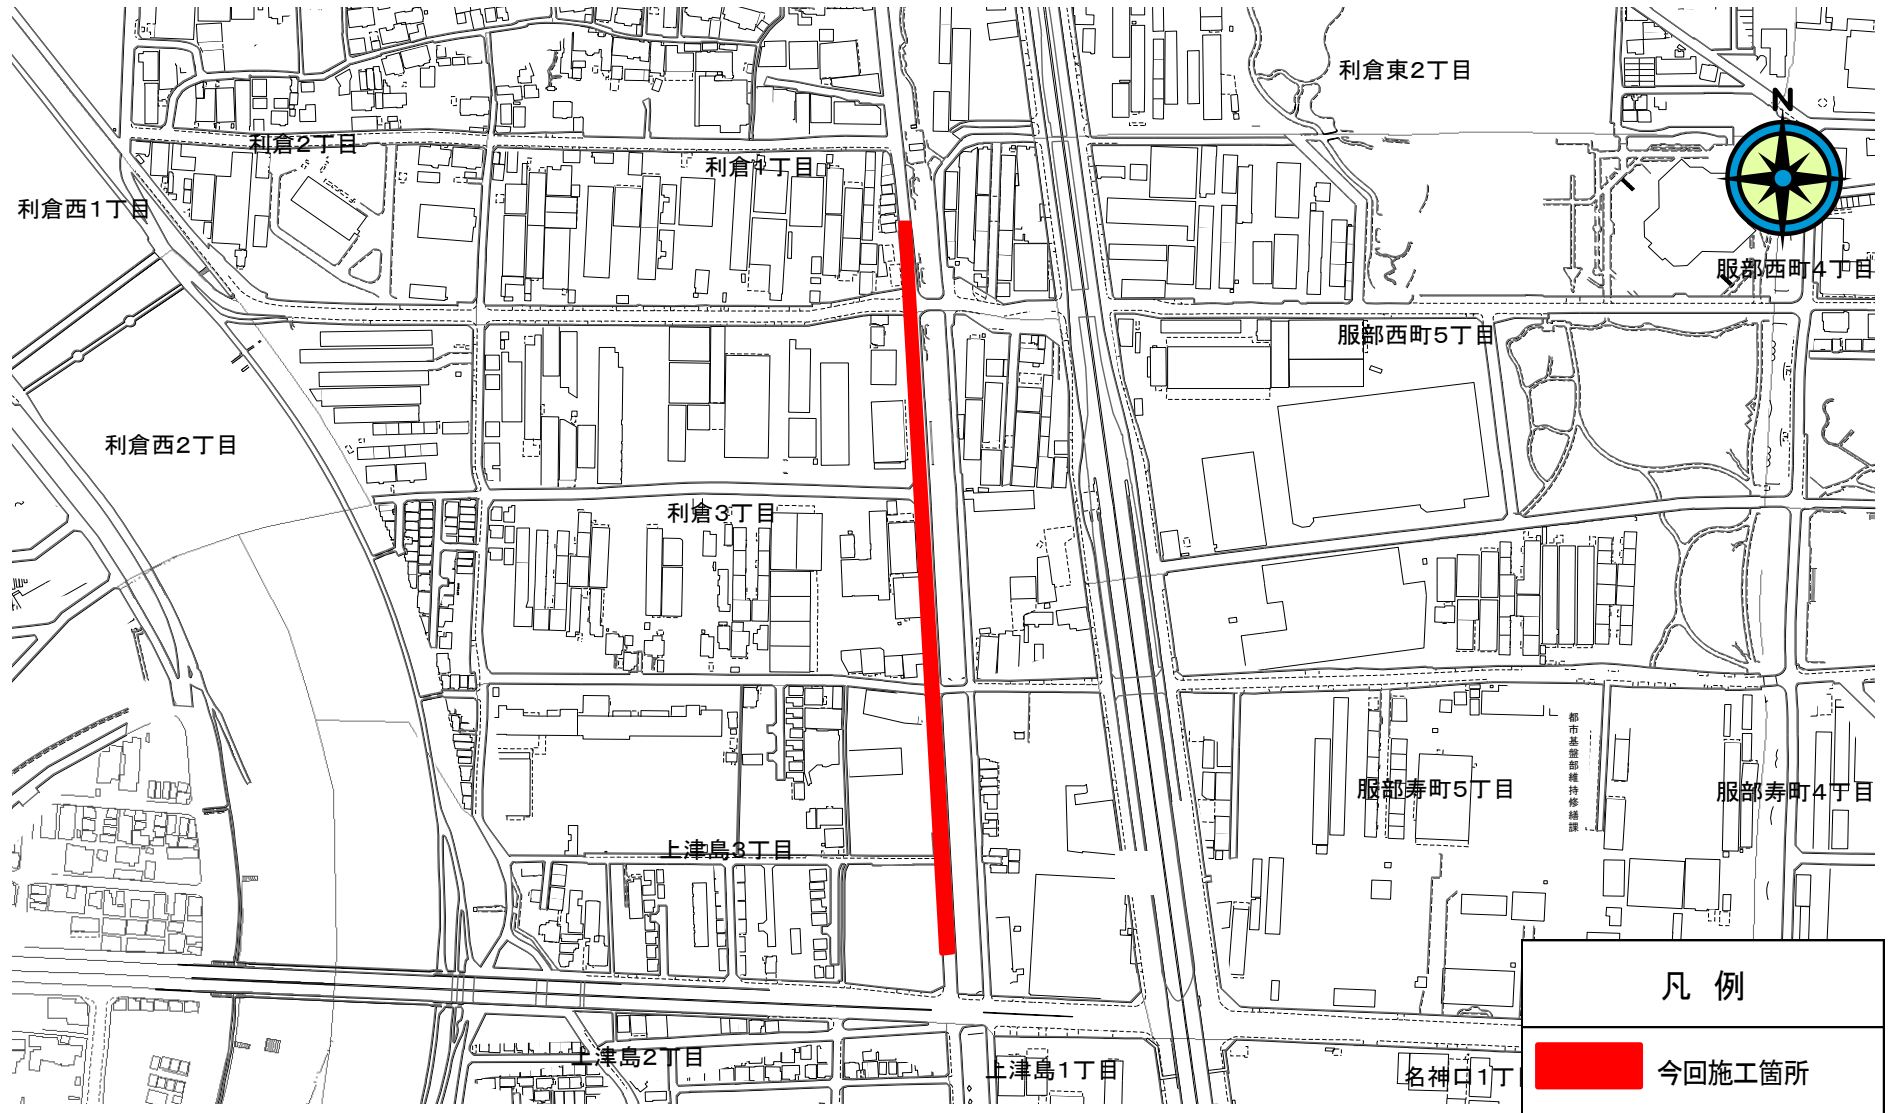 利倉東2丁目
N
利倉2丁目
利倉1丁目
利倉西1丁目
服部西町4丁目
服部西町5丁目
利倉西2丁目
利倉3丁目
都市基盤部維持修繕課
服部寿町5丁目
服部寿町4丁目
上津島3丁目
凡 例
上津島2丁目
上津島1丁目
名神口1丁目
今回施工箇所